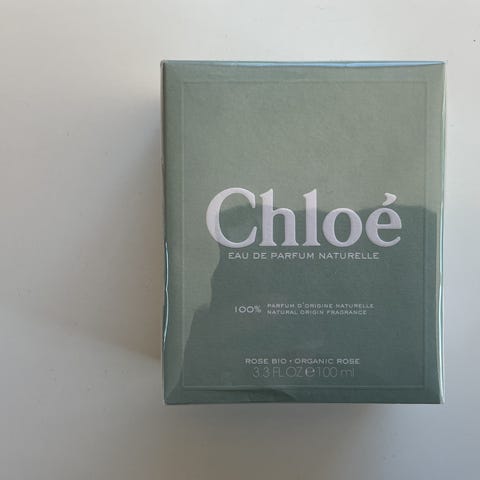 Chloé
EAU DE PARFUM NATURELLE
100% PARFUM D'ORIGINE NATURELLE
NATURAL ORIGIN FRAGRANCE
ROSE BIO • ORGANIC ROSE
3.3 FL.OZ ℮ 100 ml